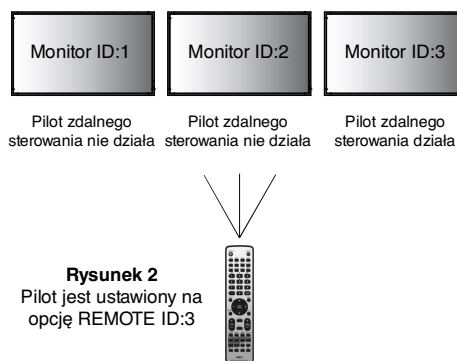 Monitor ID:1
Monitor ID:2
Monitor ID:3
Pilot zdalnego
sterowania nie działa
Pilot zdalnego
sterowania nie działa
Pilot zdalnego
sterowania działa
Rysunek 2
Pilot jest ustawiony na
opcję REMOTE ID:3